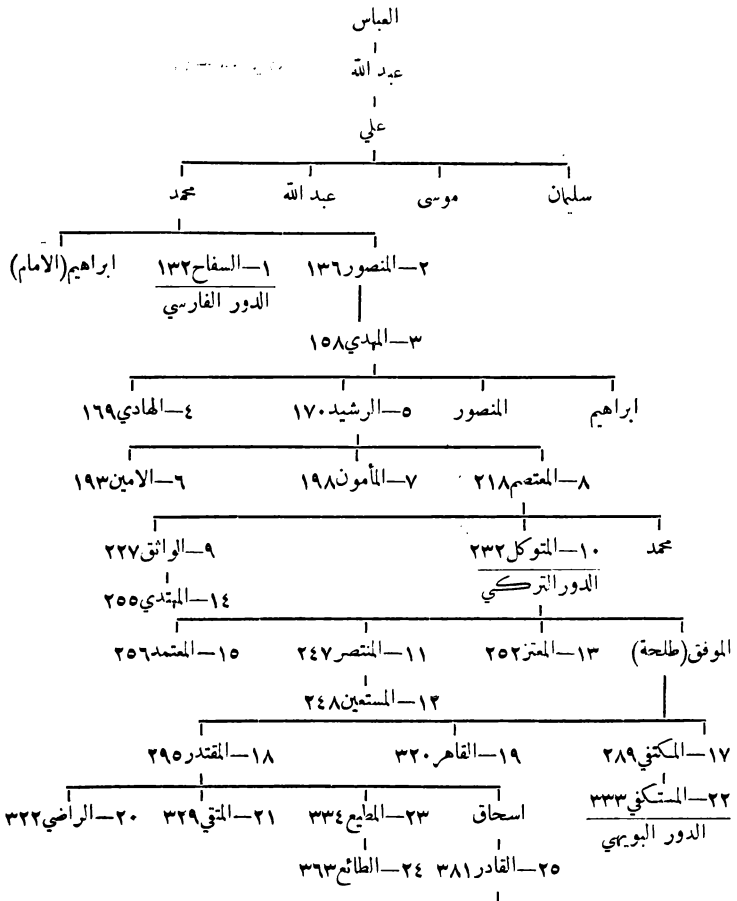 العباس
عبد الله
علي
سليمان موسى عبد الله محمد
٢—المنصور١٣٦ ١—السفاح١٣٢ ابراهيم(الامام)
الدور الفارسي
٣—المهدي١٥٨
ابراهيم المنصور ٥—الرشيد١٧٠ ٤—الهادي١٦٩
٨—المعتصم٢١٨ ٧—المأمون١٩٨ ٦—الامين١٩٣
محمد ١٠—المتوكل٢٣٢ ٩—الواثق٢٢٧
الدور التركي
١٤—المهتدي٢٥٥
الموفق(طلحة) ١٣—المعتز٢٥٢ ١١—المنتصر٢٤٧ ١٥—المعتمد٢٥٦
١٢—المستعين٢٤٨
١٧—المكتفي٢٨٩ ١٩—القاهر٣٢٠ ١٨—المقتدر٢٩٥
٢٢—المستكفي٣٣٣ اسحاق ٢٣—المطيع٣٣٤ ٢١—المتقي٣٢٩ ٢٠—الراضي٣٢٢
الدور البويهي
٢٥—القادر٣٨١ ٢٤—الطائع٣٦٣